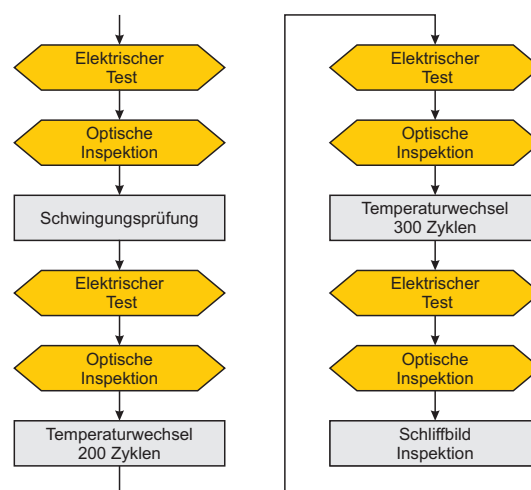 Elektrischer
Test
Optische
Inspektion
Schwingungsprüfung
Elektrischer
Test
Optische
Inspektion
Temperaturwechsel
200 Zyklen
Elektrischer
Test
Optische
Inspektion
Temperaturwechsel
300 Zyklen
Elektrischer
Test
Optische
Inspektion
Schliffbild
Inspektion